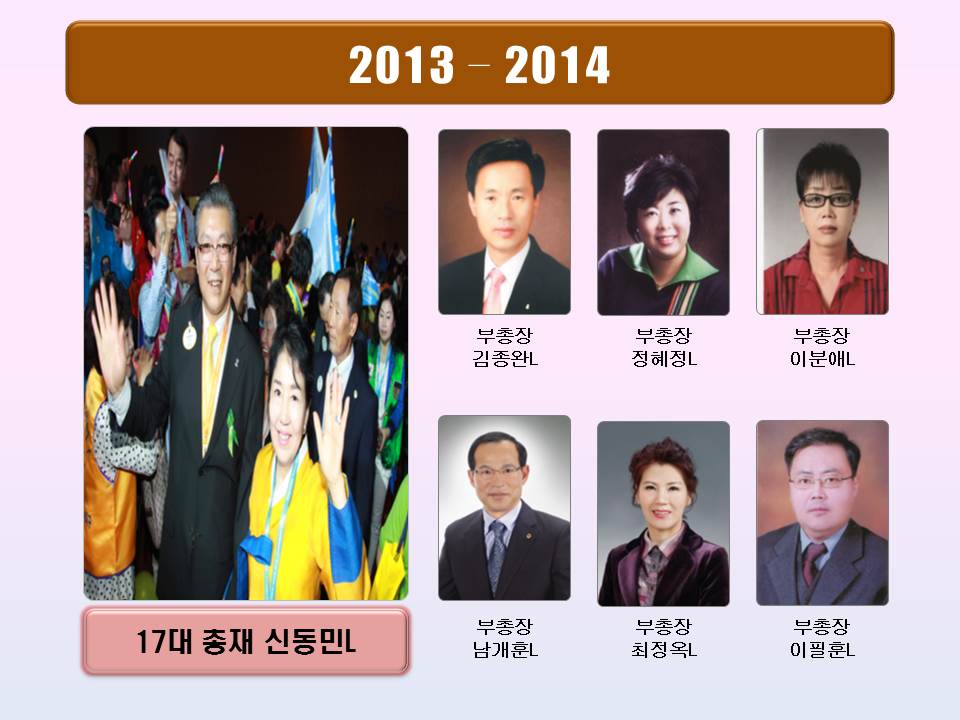 2013 – 2014
부총장
김종완L
부총장
정혜정L
부총장
이분애L
17대 총재 신동민L
부총장
남개훈L
부총장
최정옥L
부총장
이필훈L